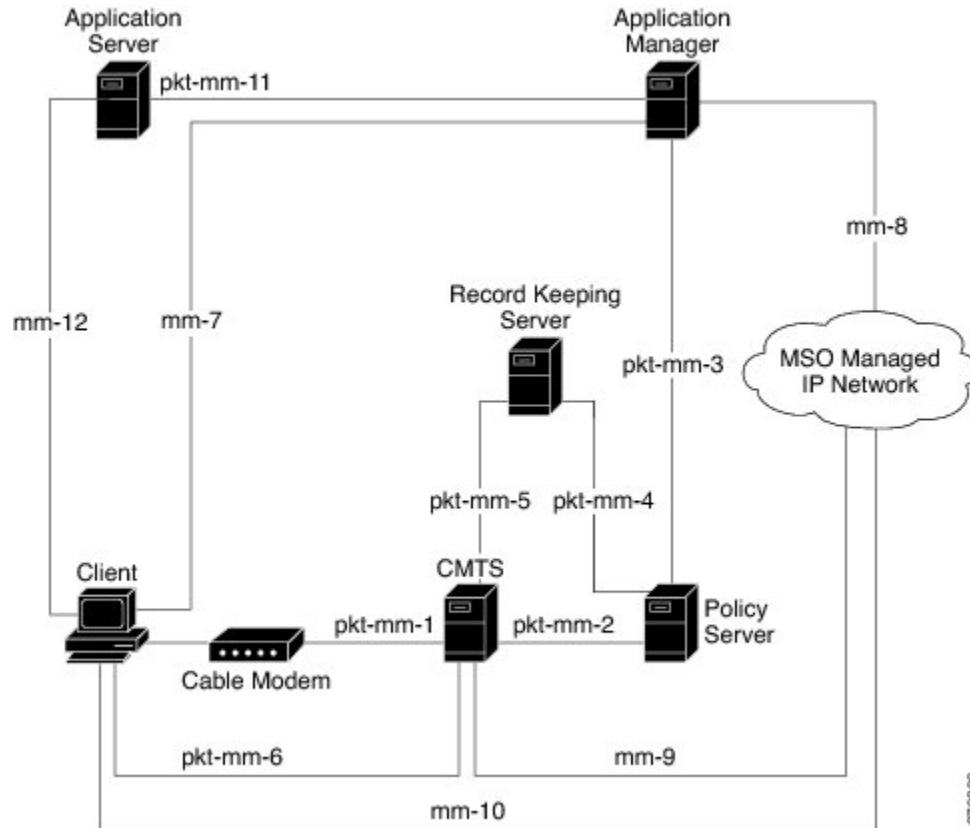 Application
Server
Application
Manager
pkt-mm-11
mm-8
mm-12
mm-7
Record Keeping
Server
pkt-mm-3
MSO Managed
IP Network
pkt-mm-5
pkt-mm-4
Client
CMTS
pkt-mm-1
pkt-mm-2
Policy
Server
Cable Modem
pkt-mm-6
mm-9
mm-10